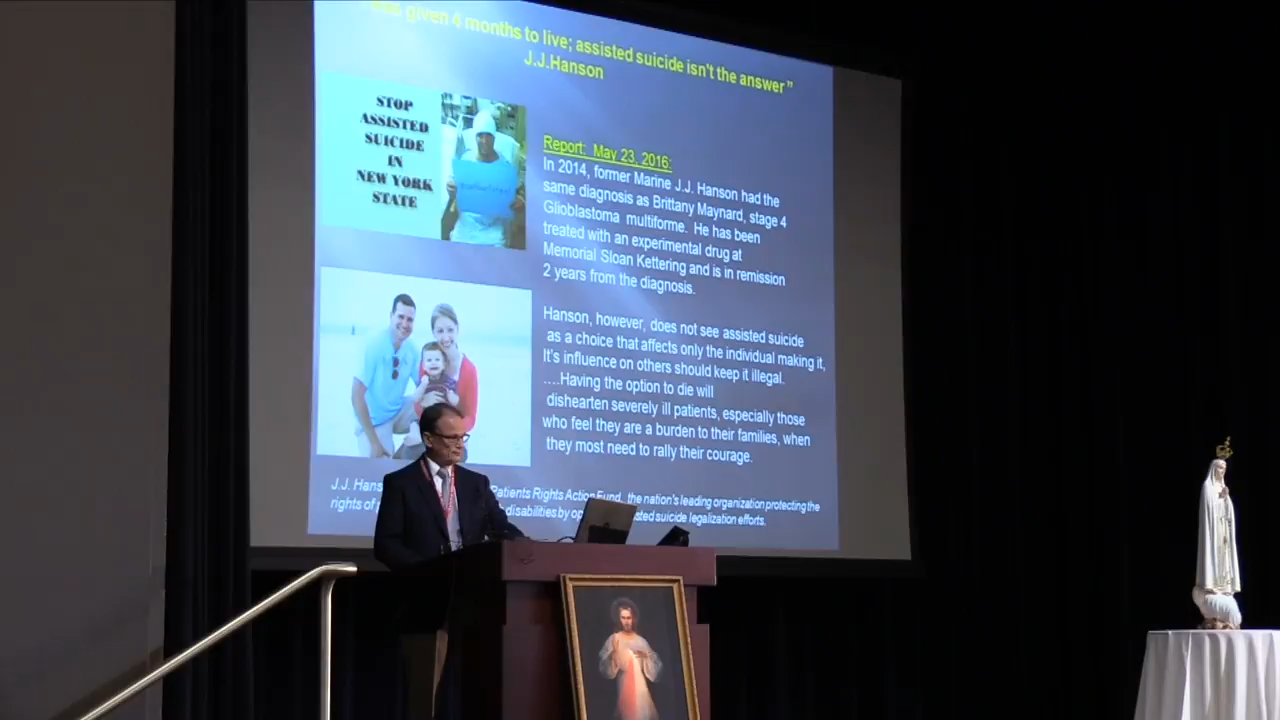 given 4 months to live; assisted suicide isn't the answer"
J.J.Hanson
STOP
ASSISTED
SUICIDE
IN
NEW YORK
STATE
Report: May 23, 2016:
In 2014, former Marine J.J. Hanson had the
same diagnosis as Brittany Maynard, stage 4
Glioblastoma multiforme. He has been
treated with an experimental drug at
Memorial Sloan Kettering and is in remission
2 years from the diagnosis.
Hanson, however, does not see assisted suicide
as a choice that affects only the individual making it,
It's influence on others should keep it illegal.
....Having the option to die will
dishearten severely ill patients, especially those
who feel they are a burden to their families, when
they most need to rally their courage.
J.J. Hans Patients Rights Action Fund, the nation's leading organization protecting the
rights of disabilities by op suicide legalization efforts.